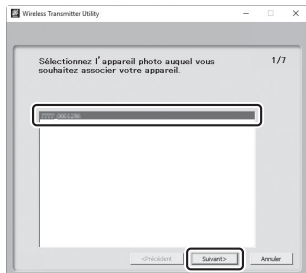 Wireless Transmitter Utility
Sélectionnez l'appareil photo auquel vous 1/7
souhaitez associer votre appareil.
<Précédent Suivant> Annuler